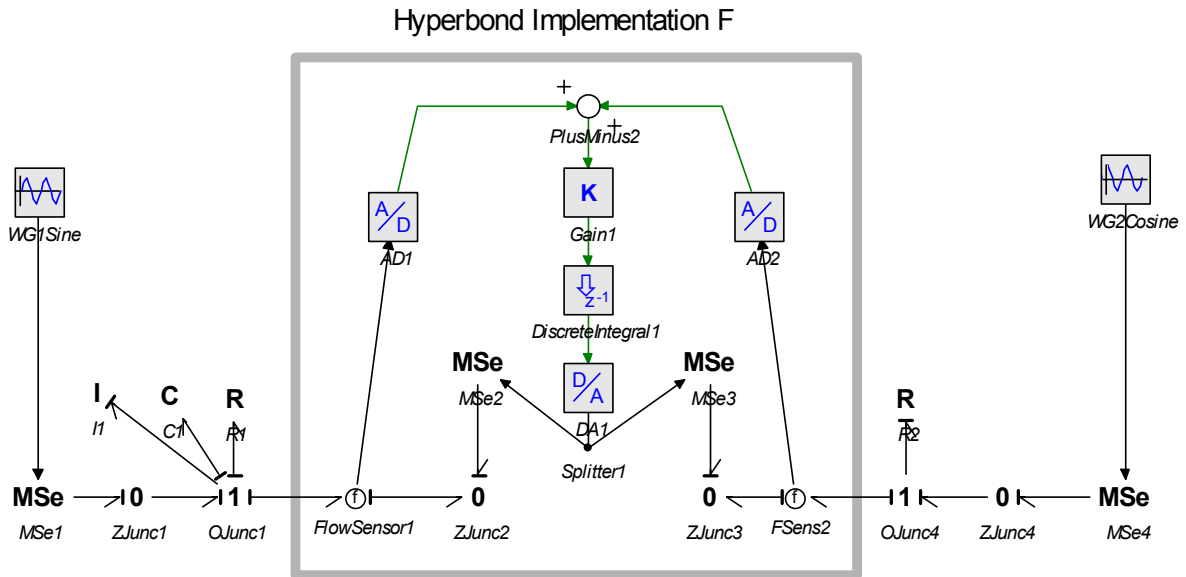 Hyperbond Implementation F
+
+
PlusMinus2
K
WG1Sine
A/D
Gain1
A/D
WG2Cosine
AD1
AD2
z-1
DiscreteIntegral1
MSe
MSe
D/A
I
C
R
MSe2
MSe3
R
I1
C1
R1
DA1
R2
Splitter1
MSe
0
1
f
0
0
f
1
0
MSe
MSe1
ZJunc1
OJunc1
FlowSensor1
ZJunc2
ZJunc3
FSens2
OJunc4
ZJunc4
MSe4